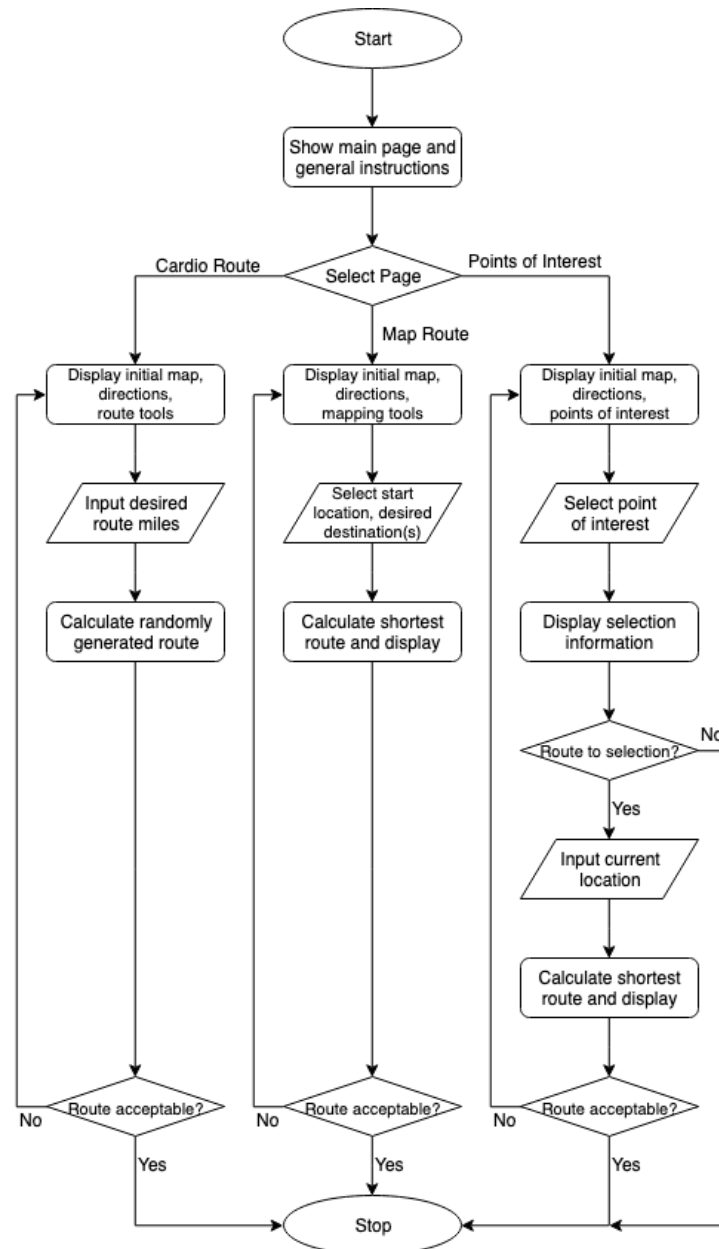 Start
Show main page and
general instructions
Cardio Route
Select Page
Points of Interest
Map Route
Display initial map,
directions,
route tools
Display initial map,
directions,
mapping tools
Display initial map,
directions,
points of interest
Input desired
route miles
Select start
location, desired
destination(s)
Select point
of interest
Calculate randomly
generated route
Calculate shortest
route and display
Display selection
information
Route to selection?
No
Yes
Input current
location
Calculate shortest
route and display
Route acceptable?
No
Yes
Route acceptable?
No
Yes
Route acceptable?
No
Yes
Stop